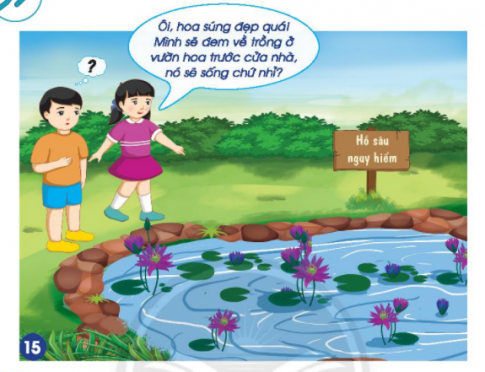 Ôi, hoa súng đẹp quá!
Mình sẽ đem về trồng ở
vườn hoa trước cửa nhà,
nó sẽ sống chứ nhỉ?
?
Hố sâu
nguy hiểm
15